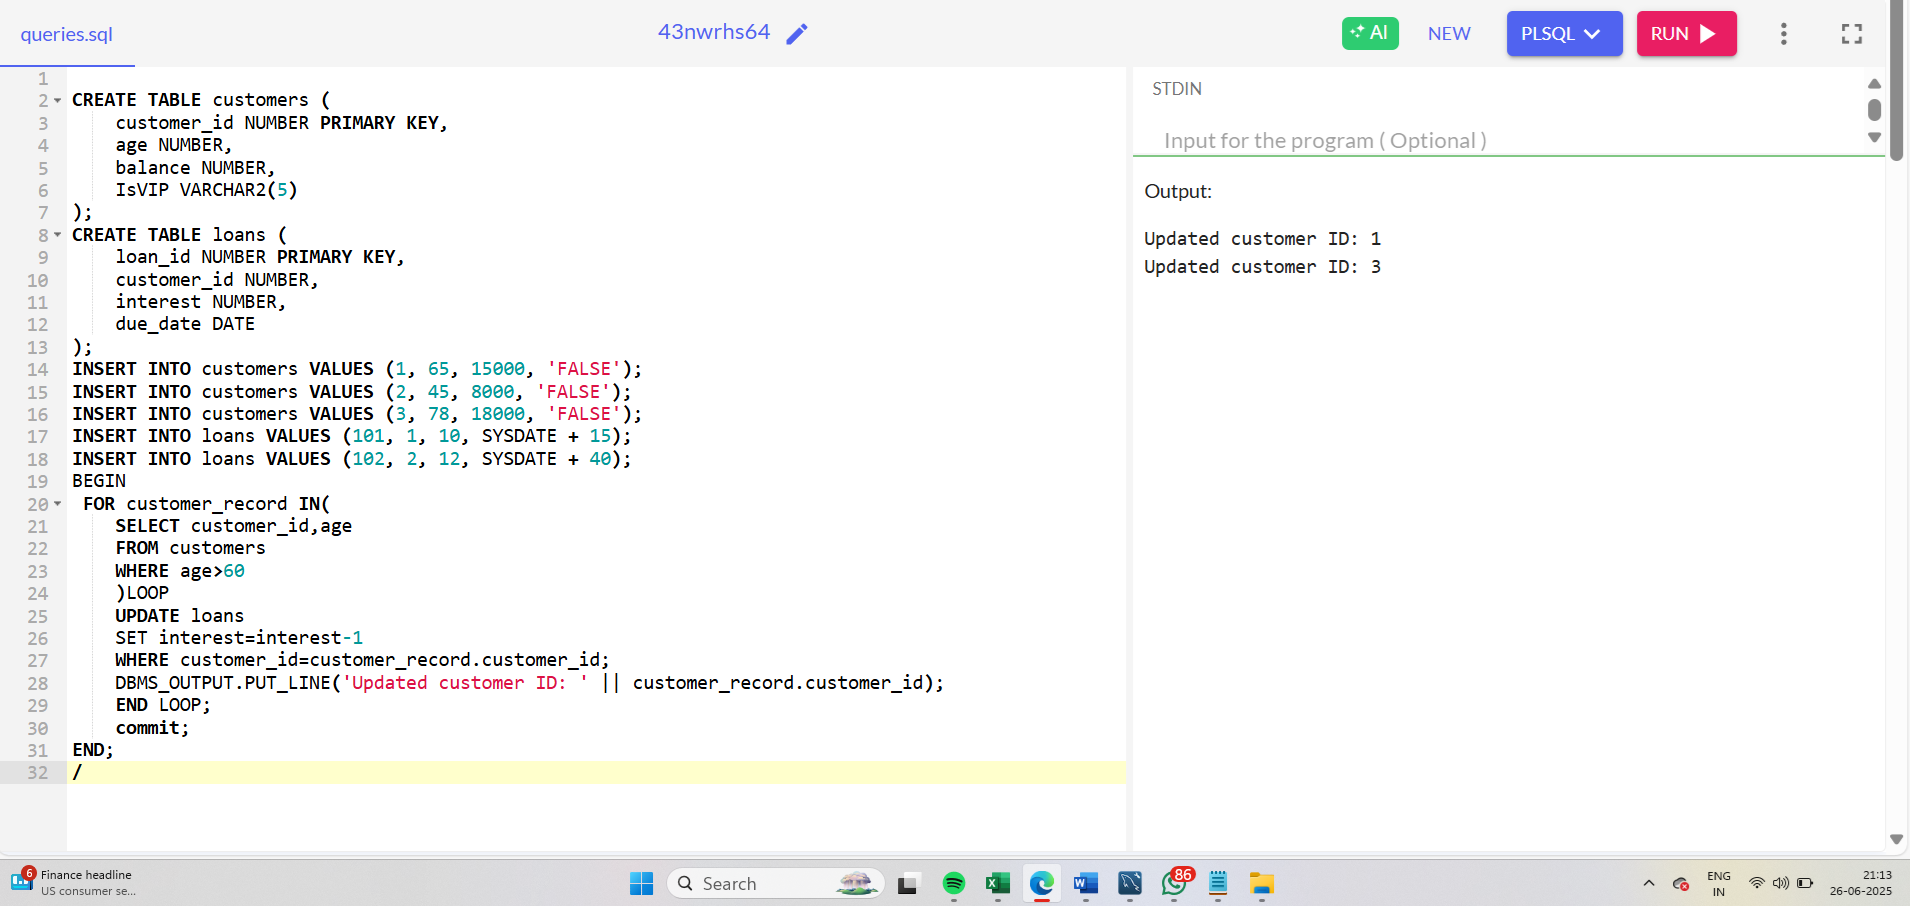 queries.sql
43nwrhs64
AI
NEW
PLSQL
RUN
1
2 CREATE TABLE customers (
3     customer_id NUMBER PRIMARY KEY,
4     age NUMBER,
5     balance NUMBER,
6     IsVIP VARCHAR2(5)
7 );
8 CREATE TABLE loans (
9     loan_id NUMBER PRIMARY KEY,
10     customer_id NUMBER,
11     interest NUMBER,
12     due_date DATE
13 );
14 INSERT INTO customers VALUES (1, 65, 15000, 'FALSE');
15 INSERT INTO customers VALUES (2, 45, 8000, 'FALSE');
16 INSERT INTO customers VALUES (3, 78, 18000, 'FALSE');
17 INSERT INTO loans VALUES (101, 1, 10, SYSDATE + 15);
18 INSERT INTO loans VALUES (102, 2, 12, SYSDATE + 40);
19 BEGIN
20  FOR customer_record IN(
21     SELECT customer_id,age
22     FROM customers
23     WHERE age>60
24     )LOOP
25     UPDATE loans
26     SET interest=interest-1
27     WHERE customer_id=customer_record.customer_id;
28     DBMS_OUTPUT.PUT_LINE('Updated customer ID: ' || customer_record.customer_id);
29     END LOOP;
30     commit;
31 END;
32 /
STDIN
Input for the program ( Optional )
Output:
Updated customer ID: 1
Updated customer ID: 3
6
Finance headline
US consumer se...
Search
86
ENG
IN
21:13
26-06-2025